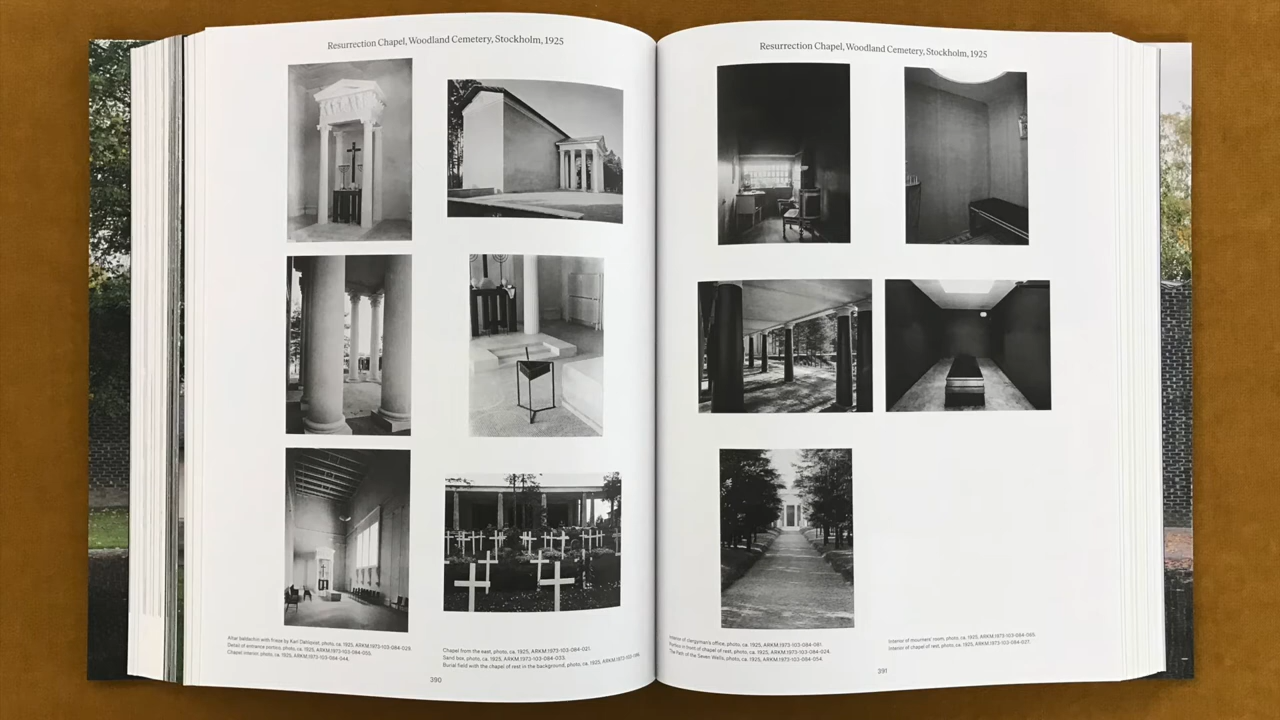 Resurrection Chapel, Woodland Cemetery, Stockholm, 1925
Altar baldachin with frieze by Ivar Dahlqvist, photo, ca. 1925, ARKM.1973-103-084-029.
Detail of entrance portico, photo, ca. 1925, ARKM.1973-103-084-055.
Chapel interior, photo, ca. 1925, ARKM.1973-103-084-044.
Chapel from the east, photo, ca. 1925, ARKM.1973-103-084-021.
Sand box, photo, ca. 1925, ARKM.1973-103-084-033.
Burial field with the chapel of rest in the background, photo, ca. 1925,
390
Resurrection Chapel, Woodland Cemetery, Stockholm, 1925
Interior of clergymen's office, photo, ca. 1925, ARKM.1973-103-084-061.
Portico in front of chapel of rest, photo, ca. 1925, ARKM.1973-103-084-024.
The Path of the Seven Wells, photo, ca. 1925, ARKM.1973-103-084-054.
Interior of mourners' room, photo, ca. 1925, ARKM.1973-103-084-065.
Interior of chapel of rest, photo, ca. 1925, ARKM.1973-103-084-027.
391